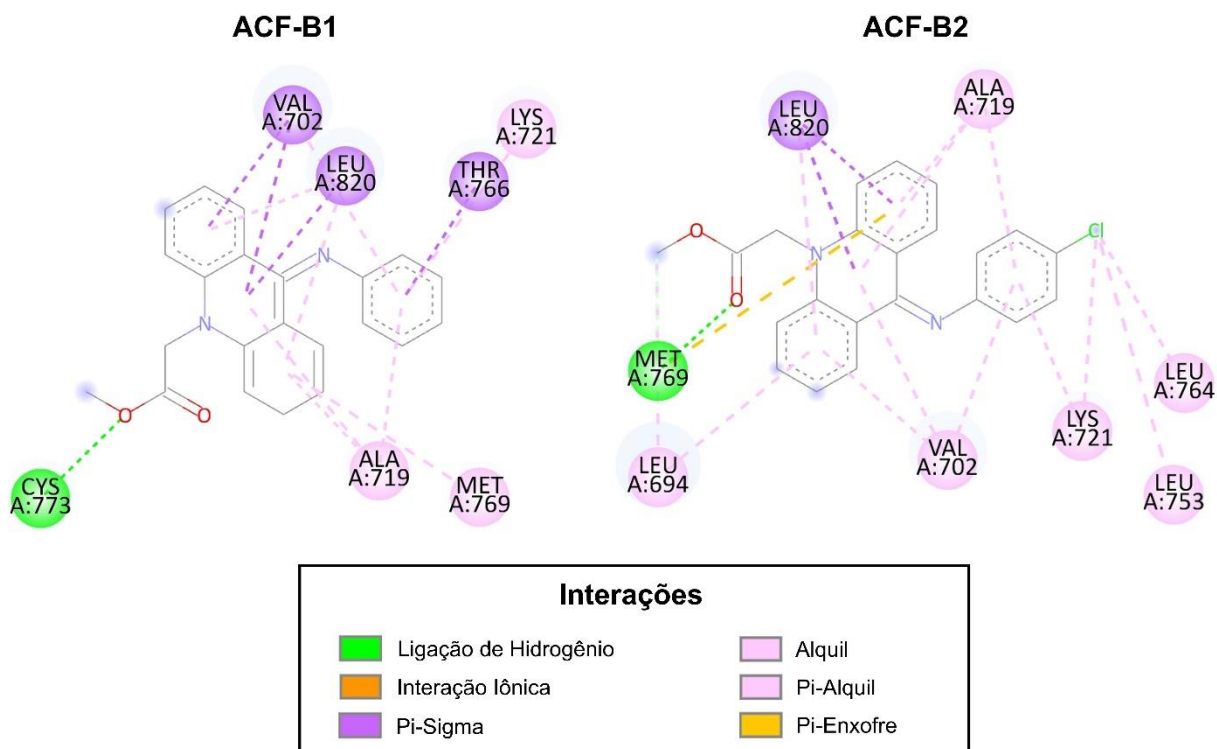 ACF-B1
VAL
A:702
LYS
A:721
LEU
A:820
THR
A:766
N
N
O
O
CYS
A:773
ALA
A:719
MET
A:769
ACF-B2
ALA
A:719
LEU
A:820
Cl
O
N
O
N
MET
A:769
LEU
A:764
LYS
A:721
VAL
A:702
LEU
A:694
LEU
A:753
Interações
Ligação de Hidrogênio
Interação Iônica
Pi-Sigma
Alquil
Pi-Alquil
Pi-Enxofre